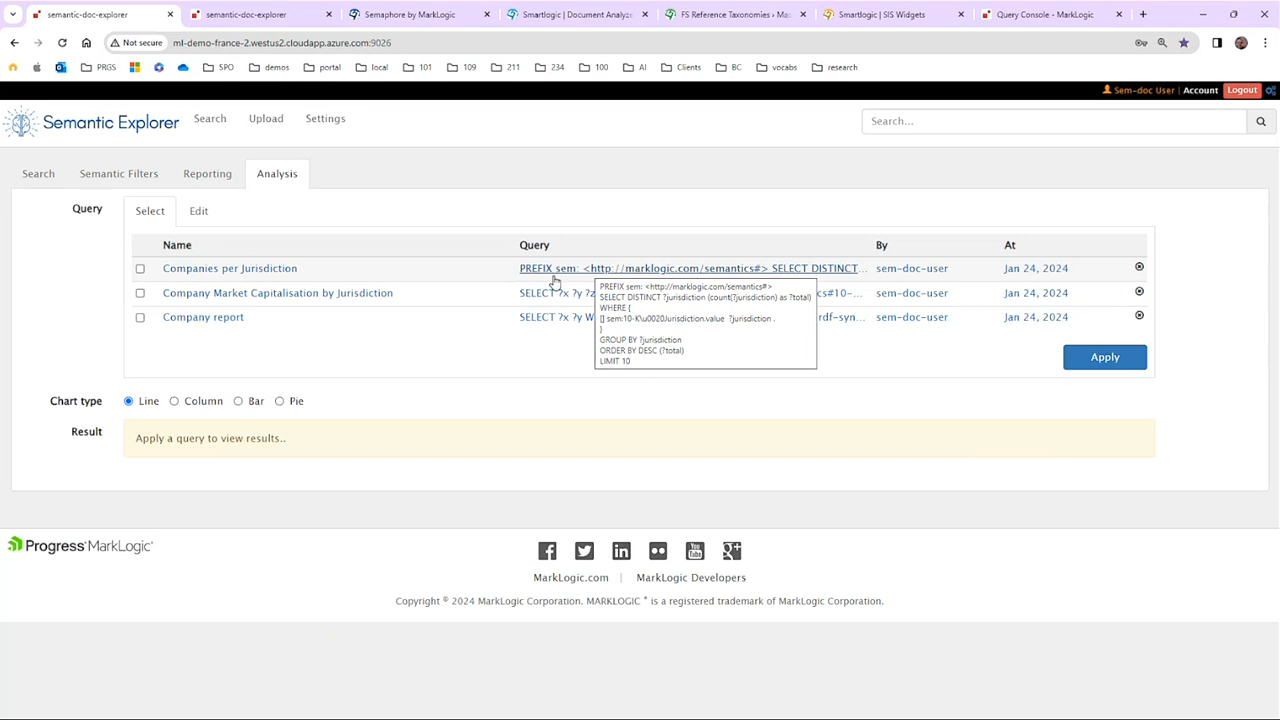 semantic-doc-explorer
semantic-doc-explorer
Semaphore by MarkLogic
Smartlogic | Document Analyz
FS Reference Taxonomies › Ma
Smartlogic | SIS Widgets
Query Console - MarkLogic
Not secure
ml-demo-france-2.westus2.cloudapp.azure.com:9026
PRGS
SPO
demos
portal
local
101
109
211
234
100
AI
Clients
BC
vocabs
research
Sem-doc User | Account Logout
Semantic Explorer
Search
Upload
Settings
Search...
Search
Semantic Filters
Reporting
Analysis
Query
Select
Edit
Name Query By At
Companies per Jurisdiction PREFIX sem: <http://marklogic.com/semantics#> SELECT DISTINCT... sem-doc-user Jan 24, 2024
Company Market Capitalisation by Jurisdiction SELECT ?x ?y ?z cs#10-... sem-doc-user Jan 24, 2024
Company report SELECT ?x ?y W rdf-syn... sem-doc-user Jan 24, 2024
PREFIX sem: <http://marklogic.com/semantics#>
SELECT DISTINCT ?jurisdiction (count(?jurisdiction) as ?total)
WHERE {
[] sem:10-K\u0020Jurisdiction.value ?jurisdiction .
}
GROUP BY ?jurisdiction
ORDER BY DESC (?total)
LIMIT 10
Apply
Chart type
Line
Column
Bar
Pie
Result
Apply a query to view results..
Progress MarkLogic
MarkLogic.com | MarkLogic Developers
Copyright © 2024 MarkLogic Corporation. MARKLOGIC ® is a registered trademark of MarkLogic Corporation.